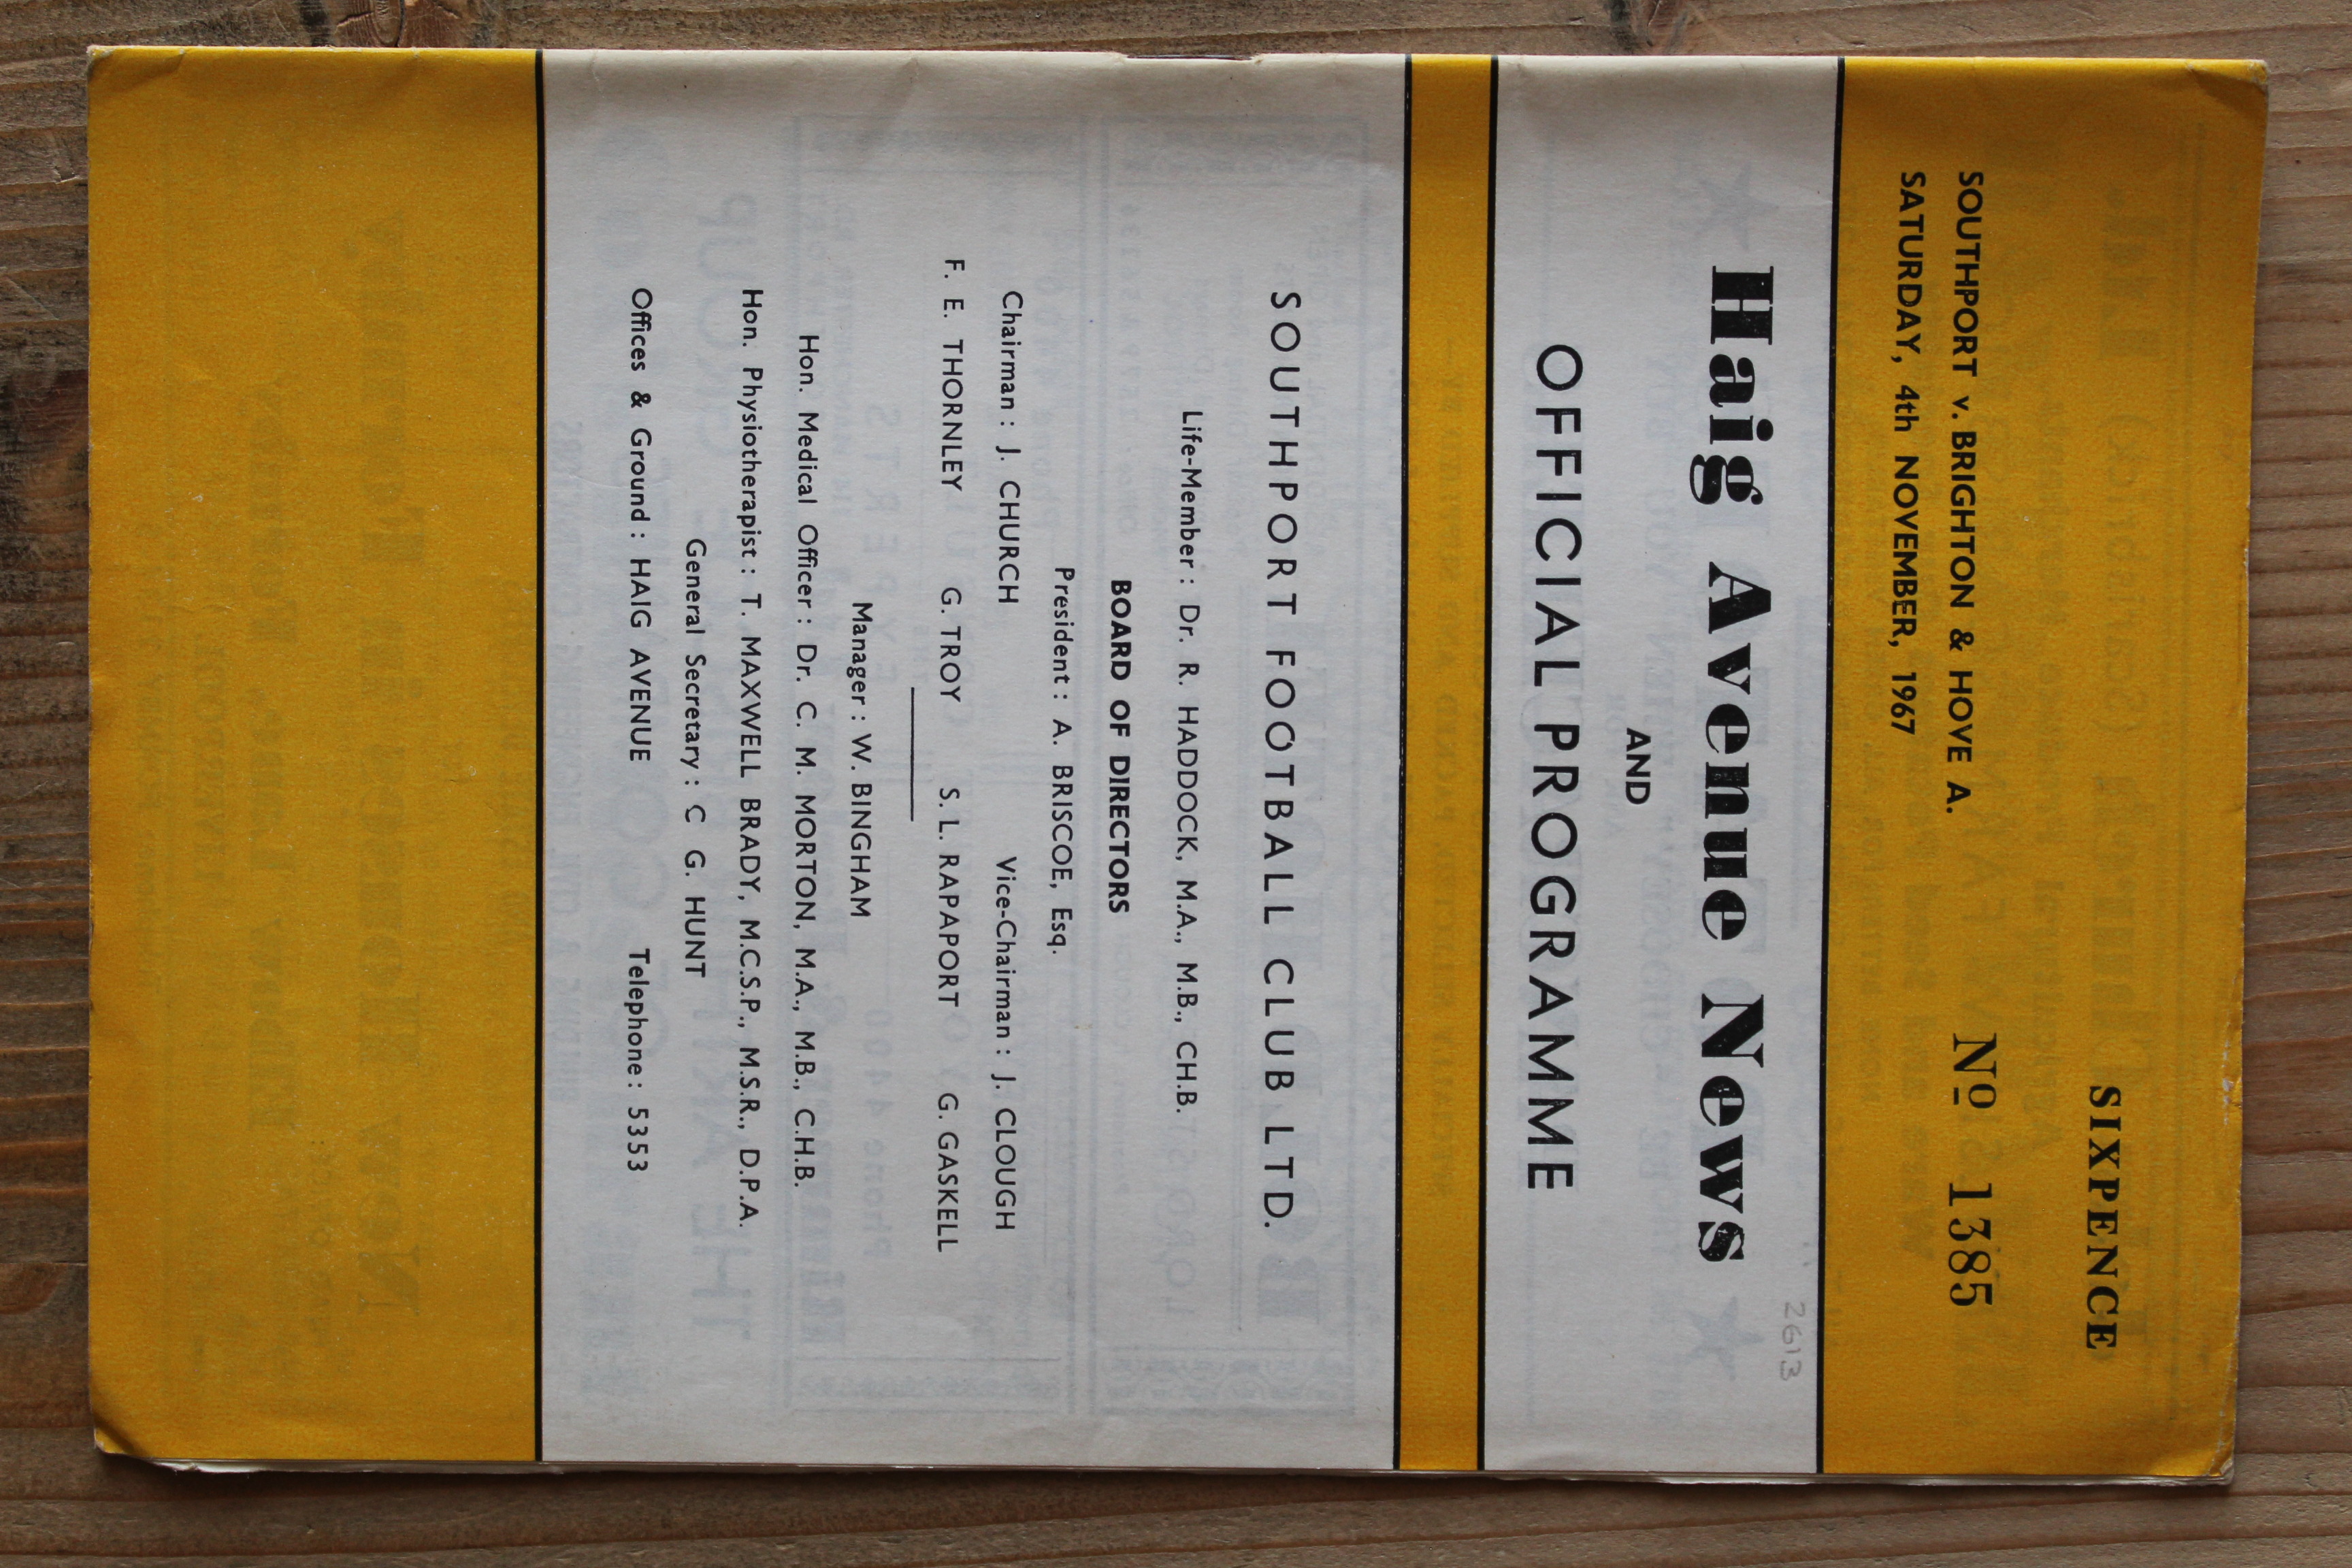 SIXPENCE
SOUTHPORT v. BRIGHTON & HOVE A. Nº 1385
SATURDAY, 4th NOVEMBER, 1967
2613
Haig Avenue News
AND
OFFICIAL PROGRAMME
SOUTHPORT FOOTBALL CLUB LTD.
Life-Member : Dr. R. HADDOCK, M.A., M.B., CH.B.
BOARD OF DIRECTORS
President : A. BRISCOE, Esq.
Chairman : J. CHURCH Vice-Chairman : J. CLOUGH
F. E. THORNLEY G. TROY S. L. RAPAPORT G. GASKELL
Manager : W. BINGHAM
Hon. Medical Officer : Dr. C. M. MORTON, M.A., M.B., C.H.B.
Hon. Physiotherapist : T. MAXWELL BRADY, M.C.S.P., M.S.R., D.P.A.
General Secretary : C G. HUNT
Offices & Ground : HAIG AVENUE Telephone : 5353